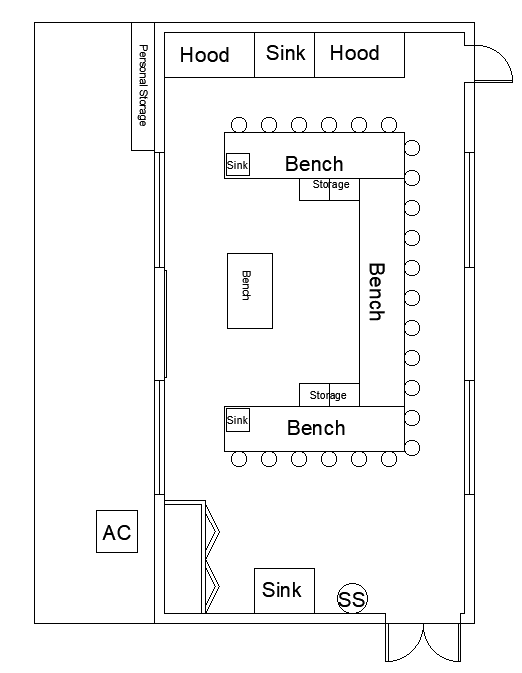 Hood
Sink
Hood
Personal Storage
Sink
Bench
Storage
Bench
Bench
Storage
Sink
Bench
AC
Sink
SS